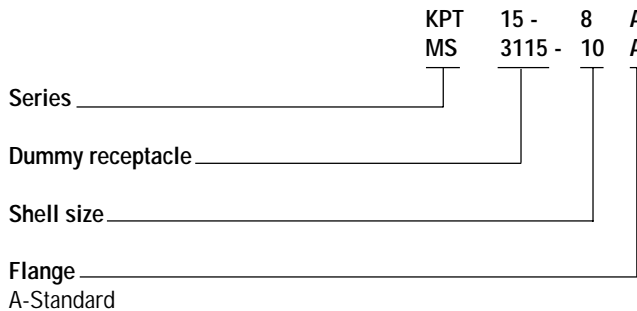 KPT 15 - 8 A
MS 3115 - 10 A
Series
Dummy receptacle
Shell size
Flange
A-Standard